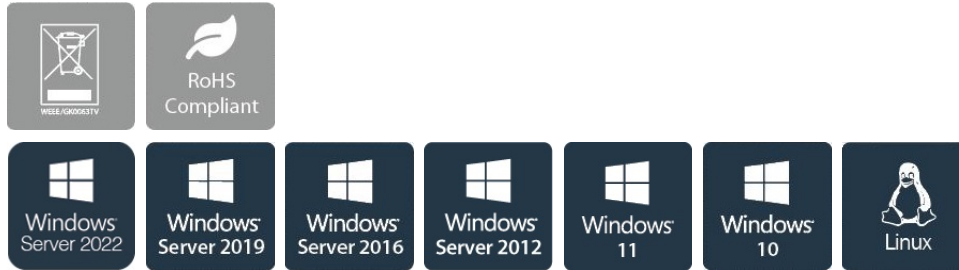 WEEE/GK0083TV
RoHS
Compliant
Windows
Server 2022
Windows
Server 2019
Windows
Server 2016
Windows
Server 2012
Windows
11
Windows
10
Linux